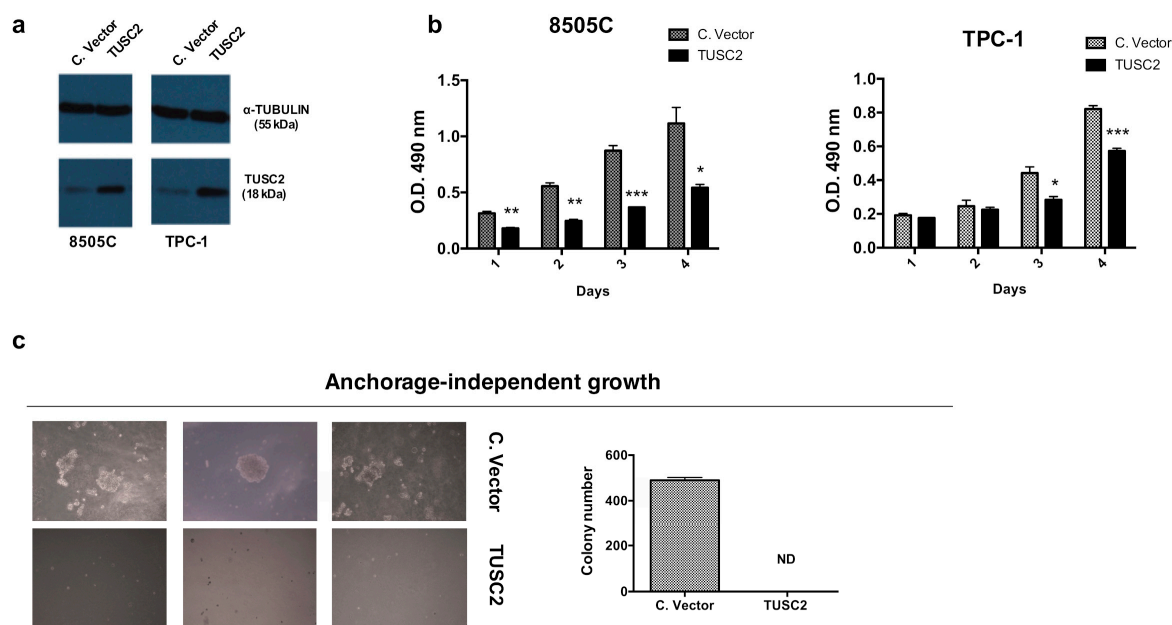 a
C. Vector
TUSC2
C. Vector
TUSC2
α-TUBULIN
(55 kDa)
TUSC2
(18 kDa)
8505C
TPC-1
b
8505C
C. Vector
TUSC2
O.D. 490 nm
1.5
1.0
0.5
0.0
**
**
***
*
1
2
3
4
Days
TPC-1
C. Vector
TUSC2
O.D. 490 nm
1.0
0.8
0.6
0.4
0.2
0.0
*
***
1
2
3
4
Days
c
Anchorage-independent growth
C. Vector
TUSC2
Colony number
600
400
200
0
ND
C. Vector
TUSC2